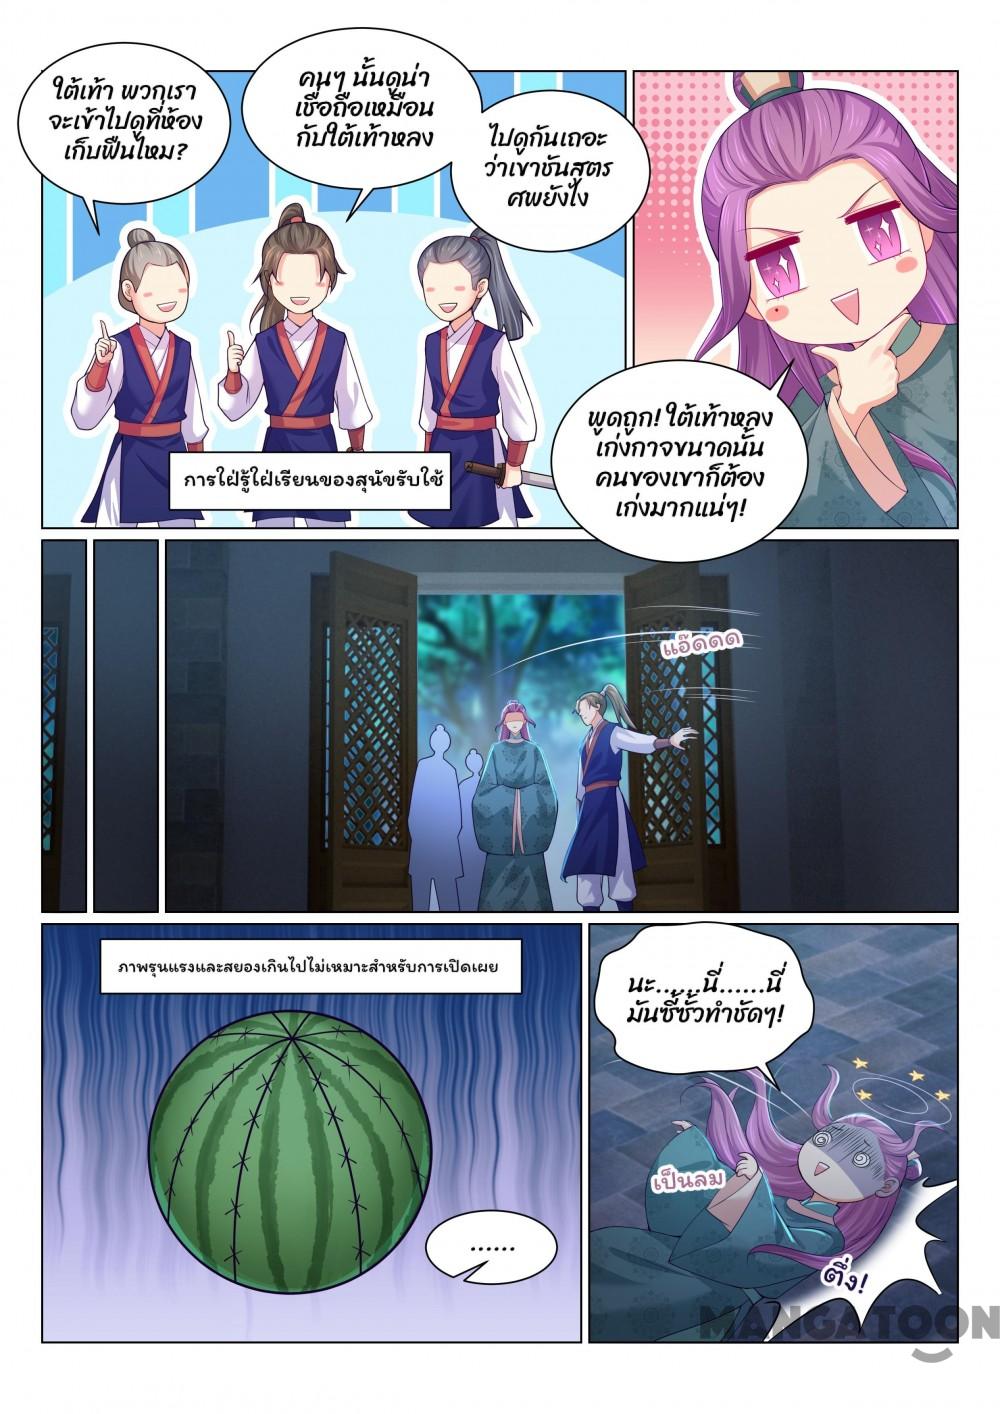 ใต้เท้า พวกเรา
จะเข้าไปดูที่ห้อง
เก็บฟืนไหม?
คนๆ นั้นดูน่า
เชื่อถือเหมือน
กับใต้เท้าหลง
ไปดูกันเถอะ
ว่าเขาชันสูตร
ศพยังไง
การใฝ่รู้ใฝ่เรียนของสุนัขรับใช้
พูดถูก! ใต้เท้าหลง
เก่งกาจขนาดนั้น
คนของเขาก็ต้อง
เก่งมากแน่ๆ!
แอ๊ดดด
ภาพรุนแรงและสยองเกินไปไม่เหมาะสำหรับการเปิดเผย
......
นะ......นี่......นี่
มันซี้ซั้วทำชัดๆ!
เป็นลม
ตึ่ง!
MANGATOON